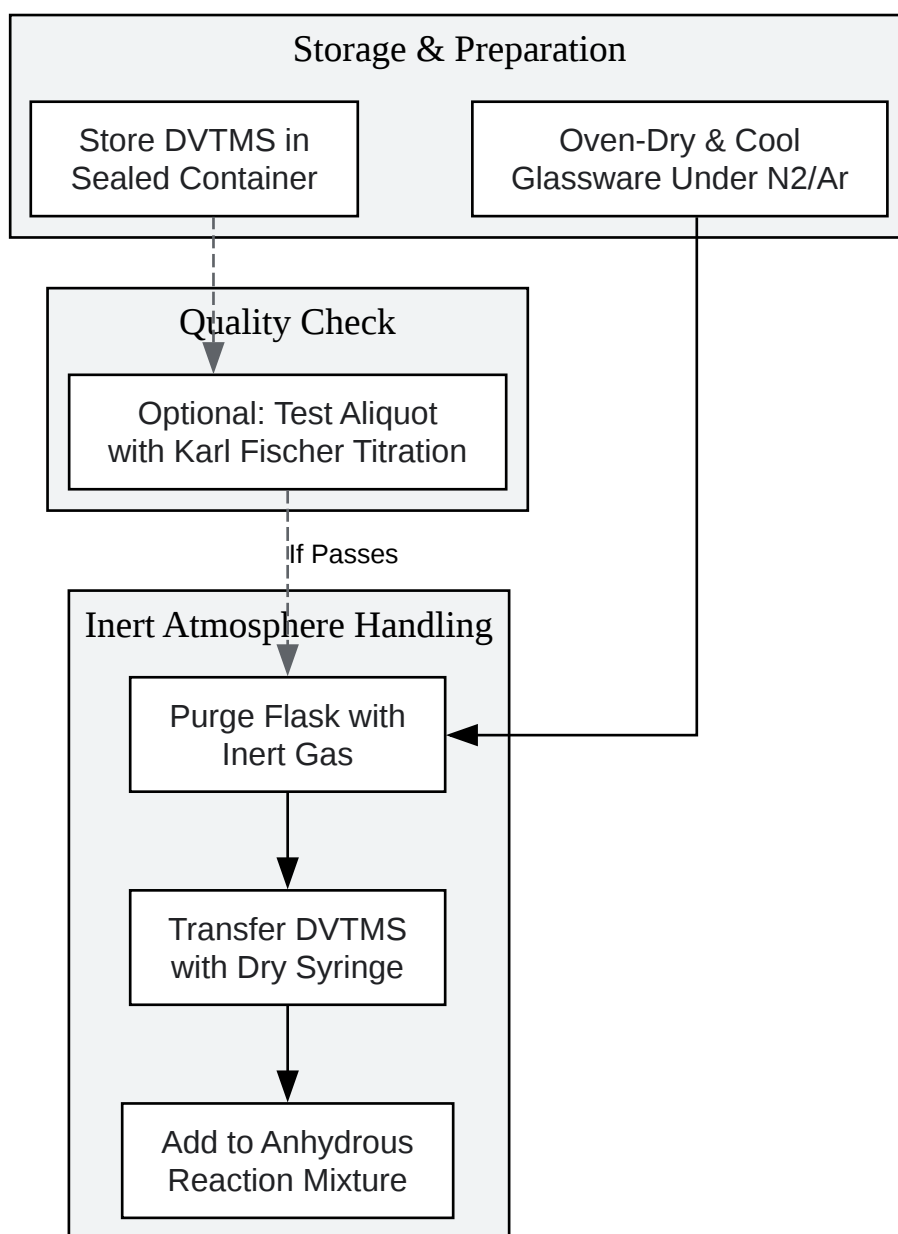 Storage & Preparation
Store DVTMS in
Sealed Container
Oven-Dry & Cool
Glassware Under N2/Ar
Quality Check
Optional: Test Aliquot
with Karl Fischer Titration
If Passes
Inert Atmosphere Handling
Purge Flask with
Inert Gas
Transfer DVTMS
with Dry Syringe
Add to Anhydrous
Reaction Mixture